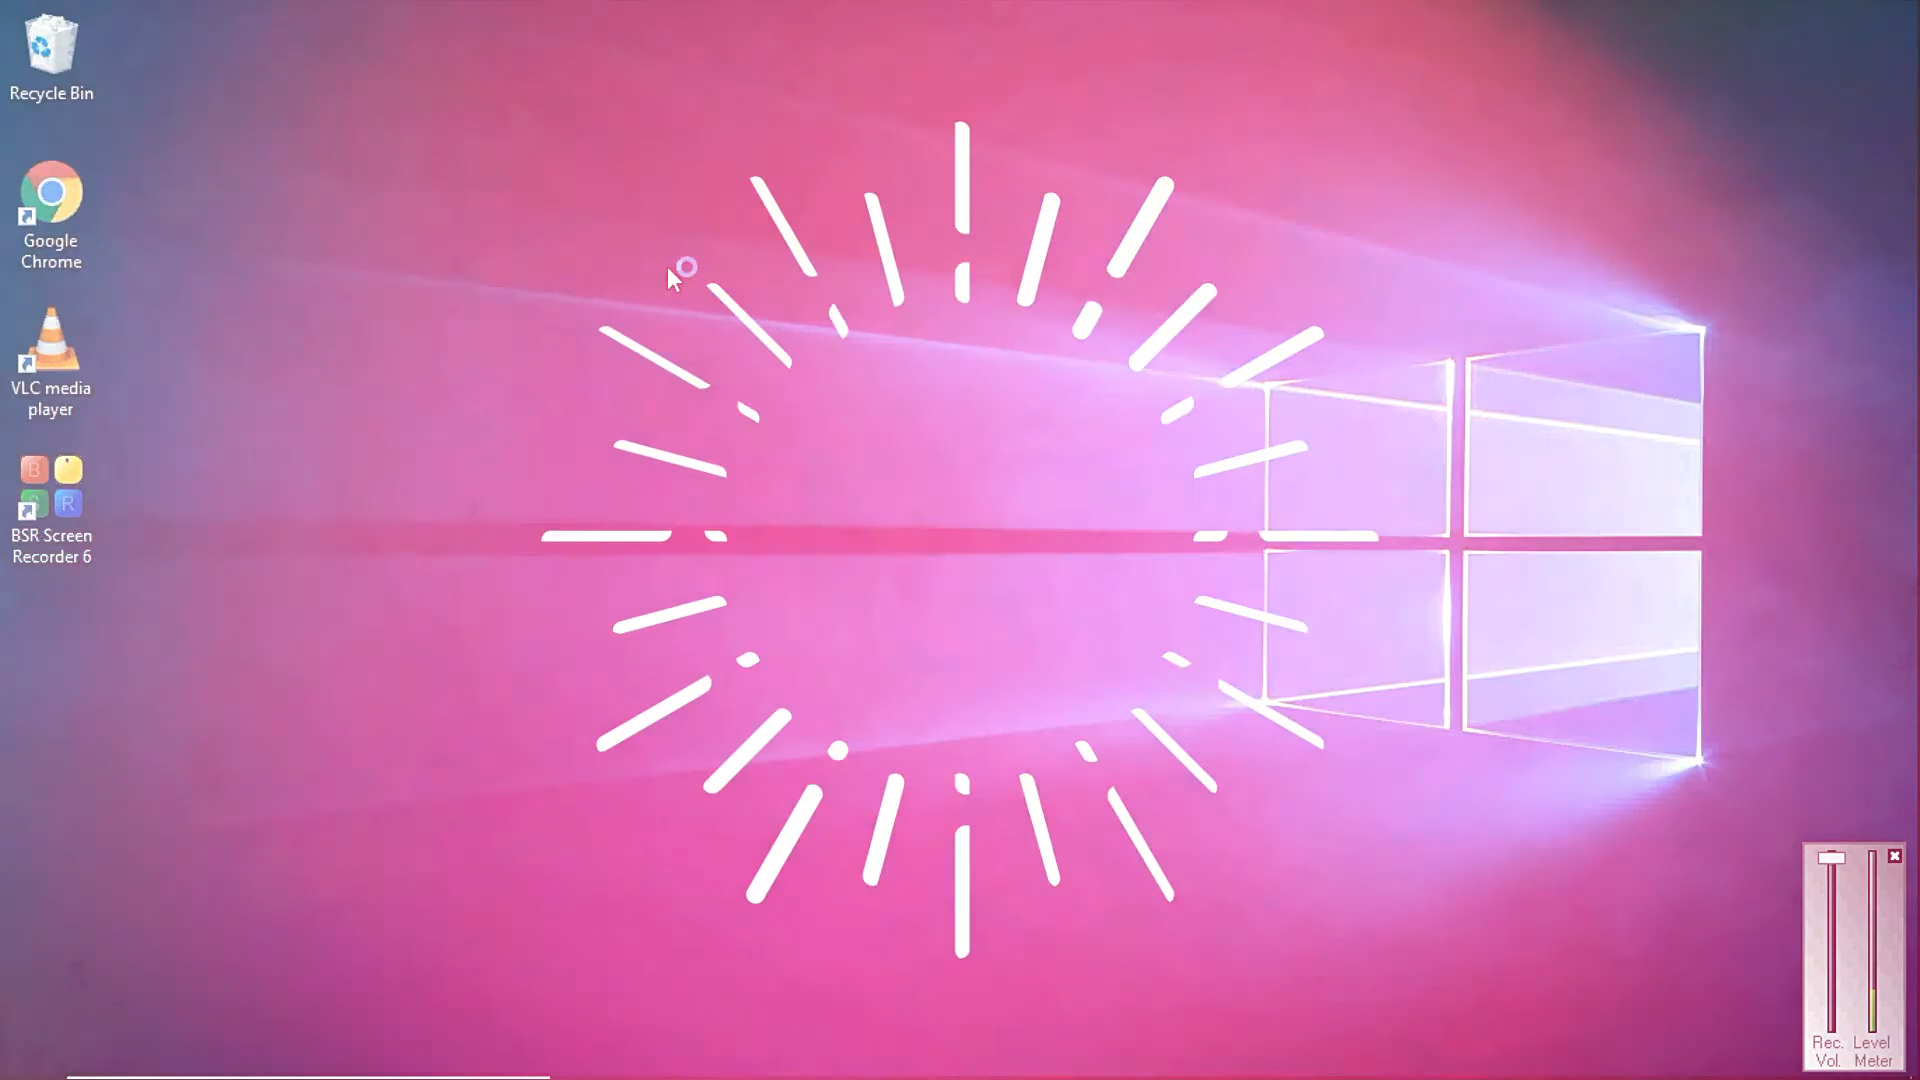 Recycle Bin
Google
Chrome
VLC media
player
B
R
BSR Screen
Recorder 6
Rec. Level
Vol. Meter